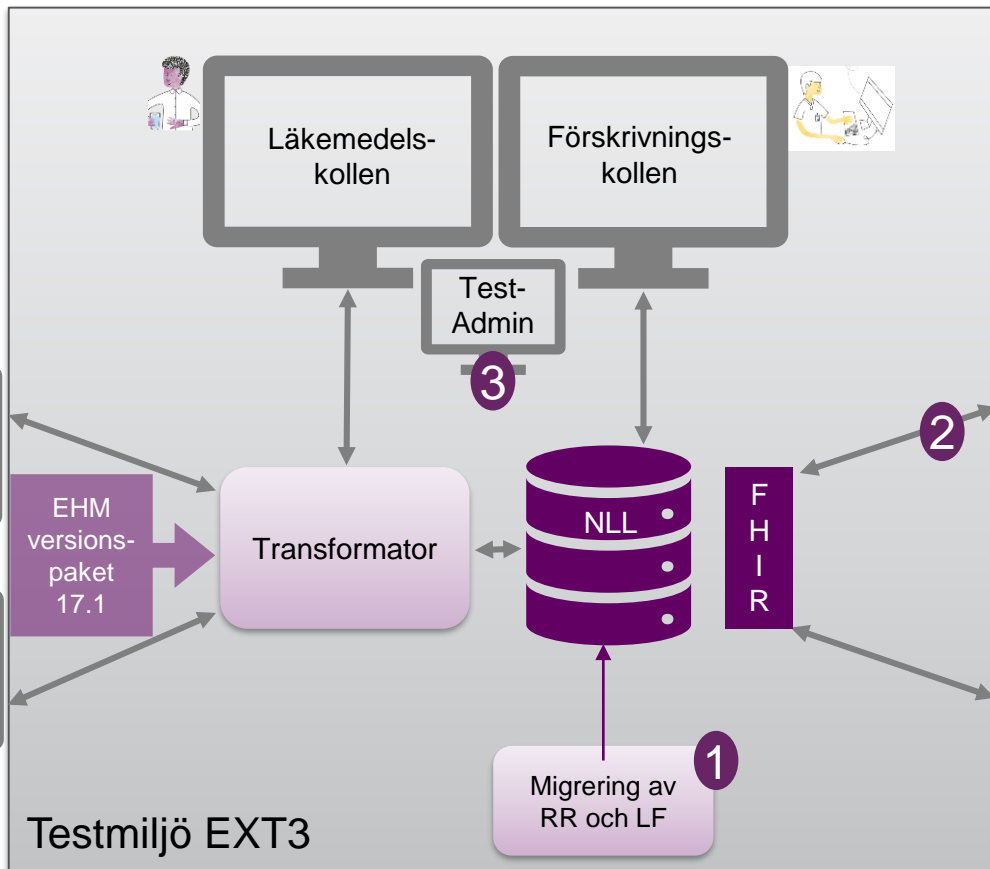 Läkemedels-
kollen
Förskrivnings-
kollen
Test-
Admin
3
2
EHM
versions-
paket
17.1
Transformator
NLL
F
H
I
R
1
Migrering av
RR och LF
Testmiljö EXT3